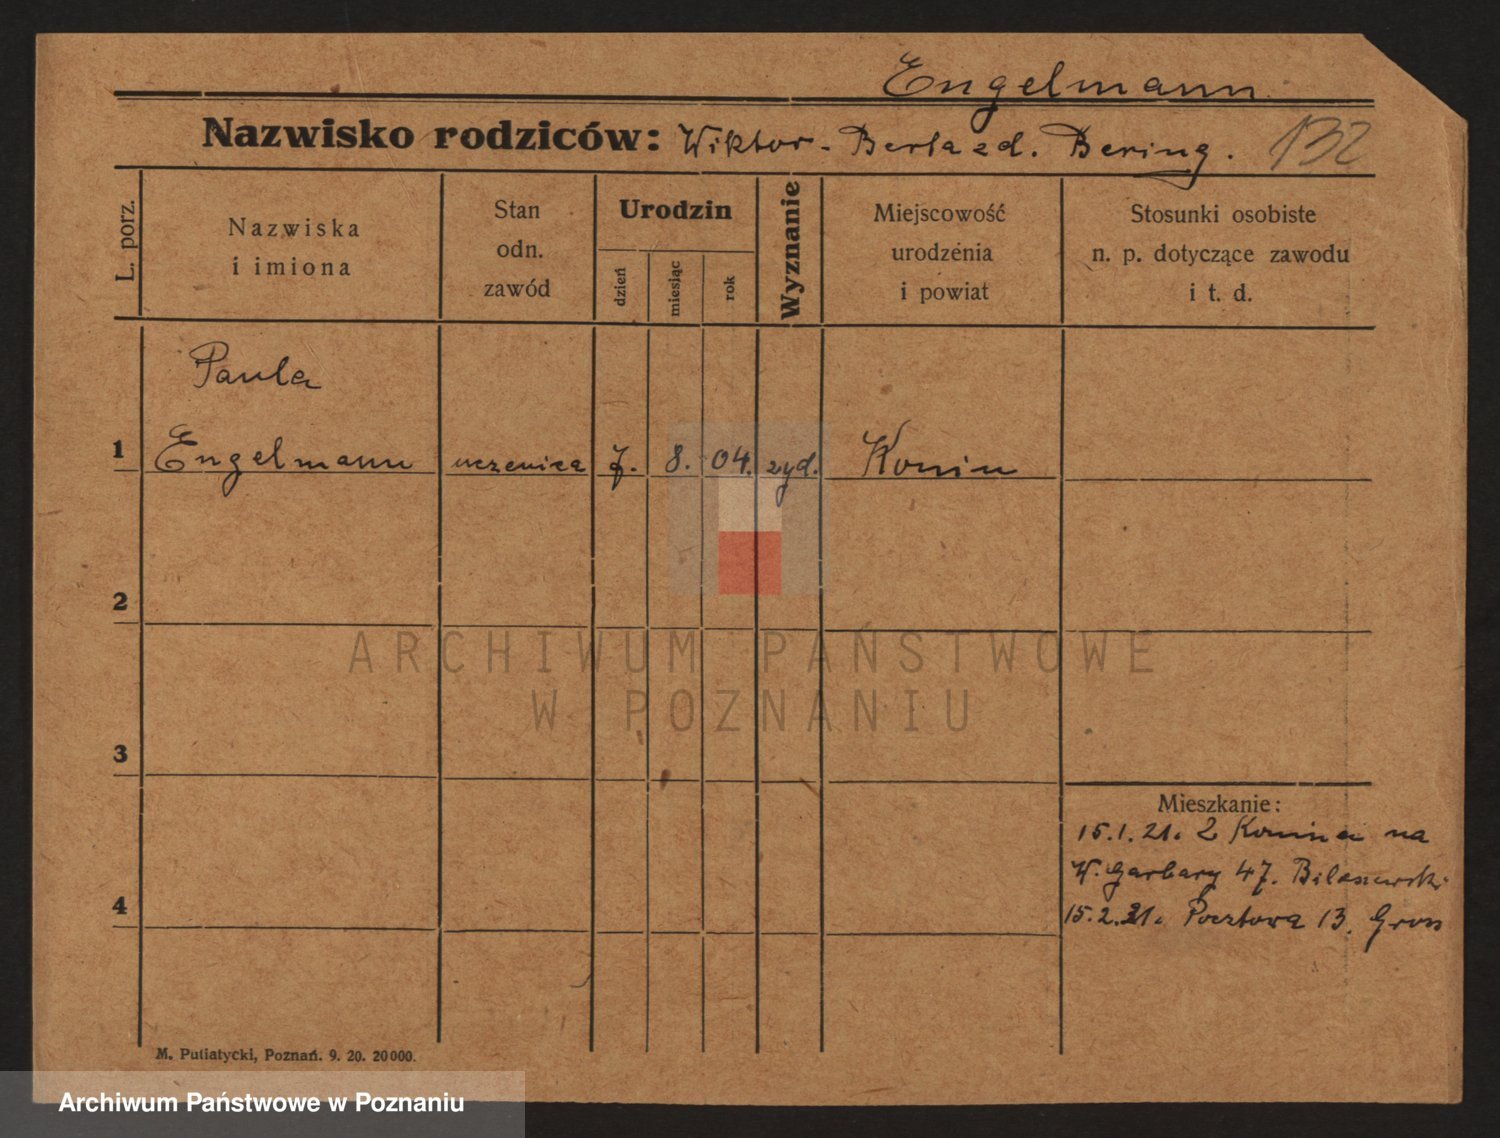 Engelmann
Nazwisko rodziców: Wiktor - Berta zd. Bering. 132
L. porz.
Nazwiska
i imiona
Stan
odn.
zawód
Urodzin
dzień
miesiąc
rok
Wyznanie
Miejscowość
urodzenia
i powiat
Stosunki osobiste
n. p. dotyczące zawodu
i t. d.
Paula
1 Engelmann uczenica 7. 8. 04. zyd. Konin
2
ARCHIWUM PAŃSTWOWE
W POZNANIU
3
Mieszkanie:
15.1.21. Z Konina na
W. Garbary 47.
4
15.2.21. Pocztowa 13. Gross
M. Putiatycki, Poznań. 9. 20. 20000.
Archiwum Państwowe w Poznaniu